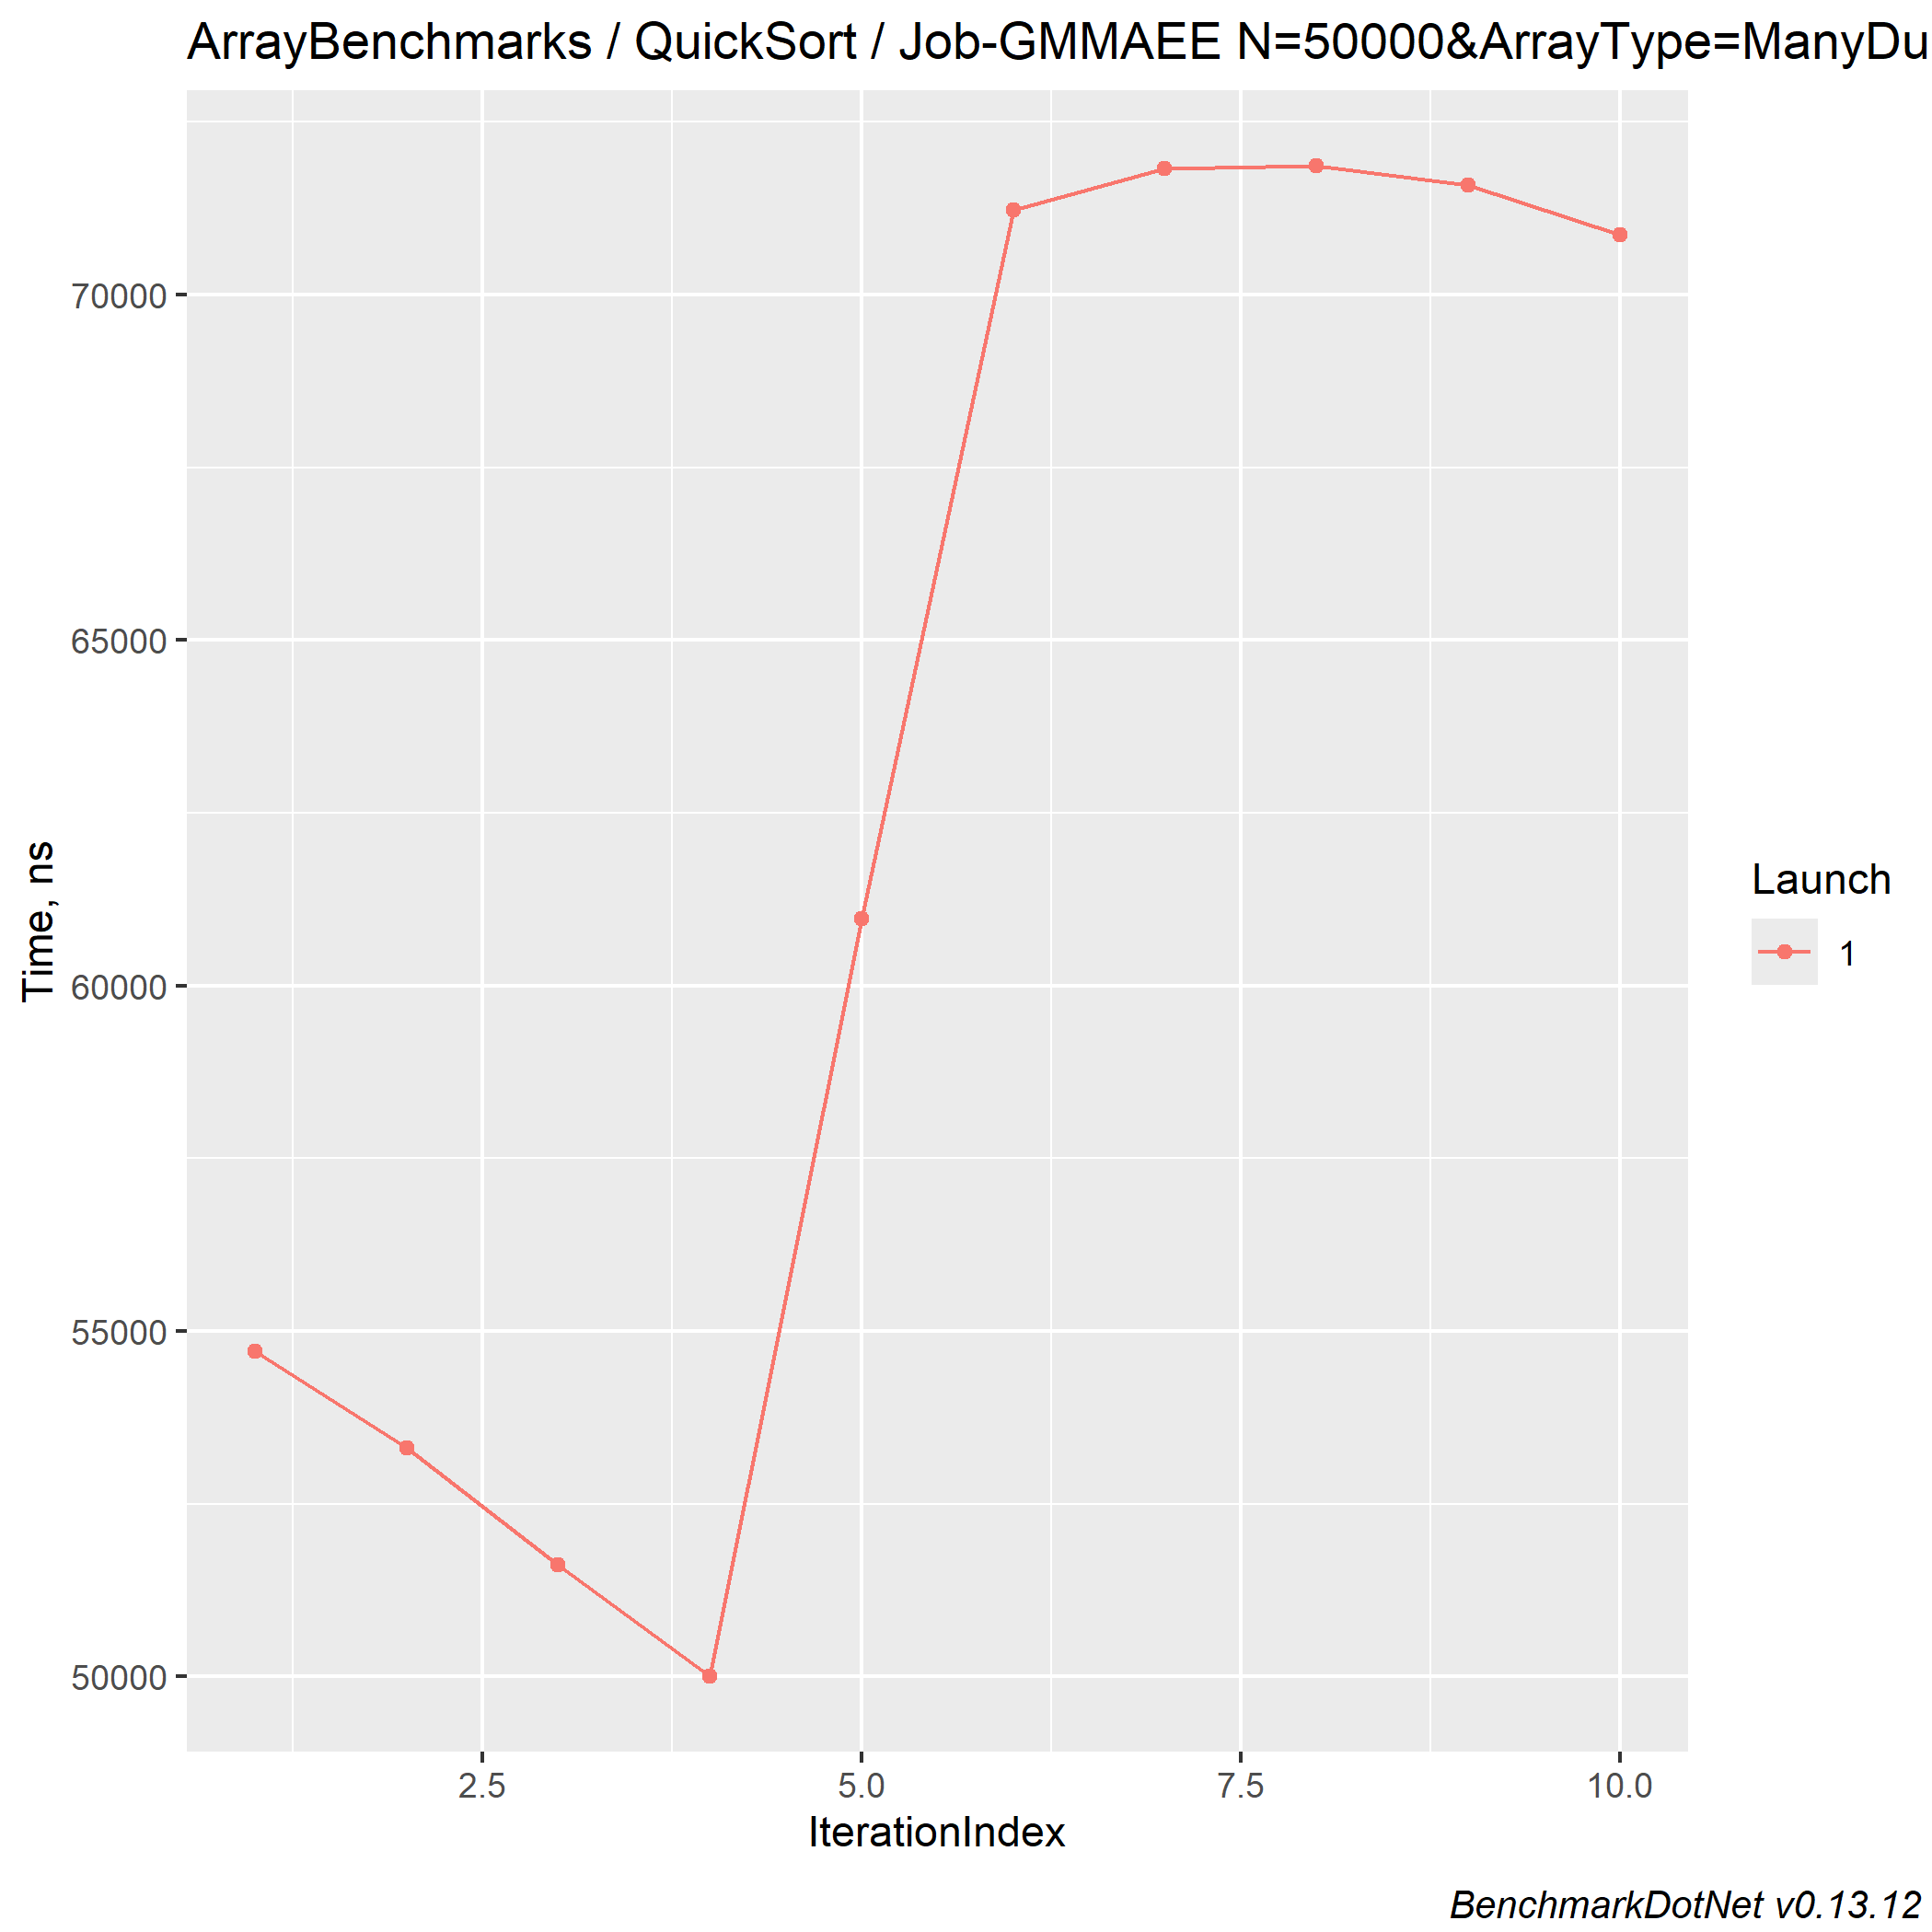 ArrayBenchmarks / QuickSort / Job-GMMAEE N=50000&ArrayType=ManyDu
70000
65000
60000
55000
50000
Time, ns
2.5 5.0 7.5 10.0
IterationIndex
Launch
1
BenchmarkDotNet v0.13.12